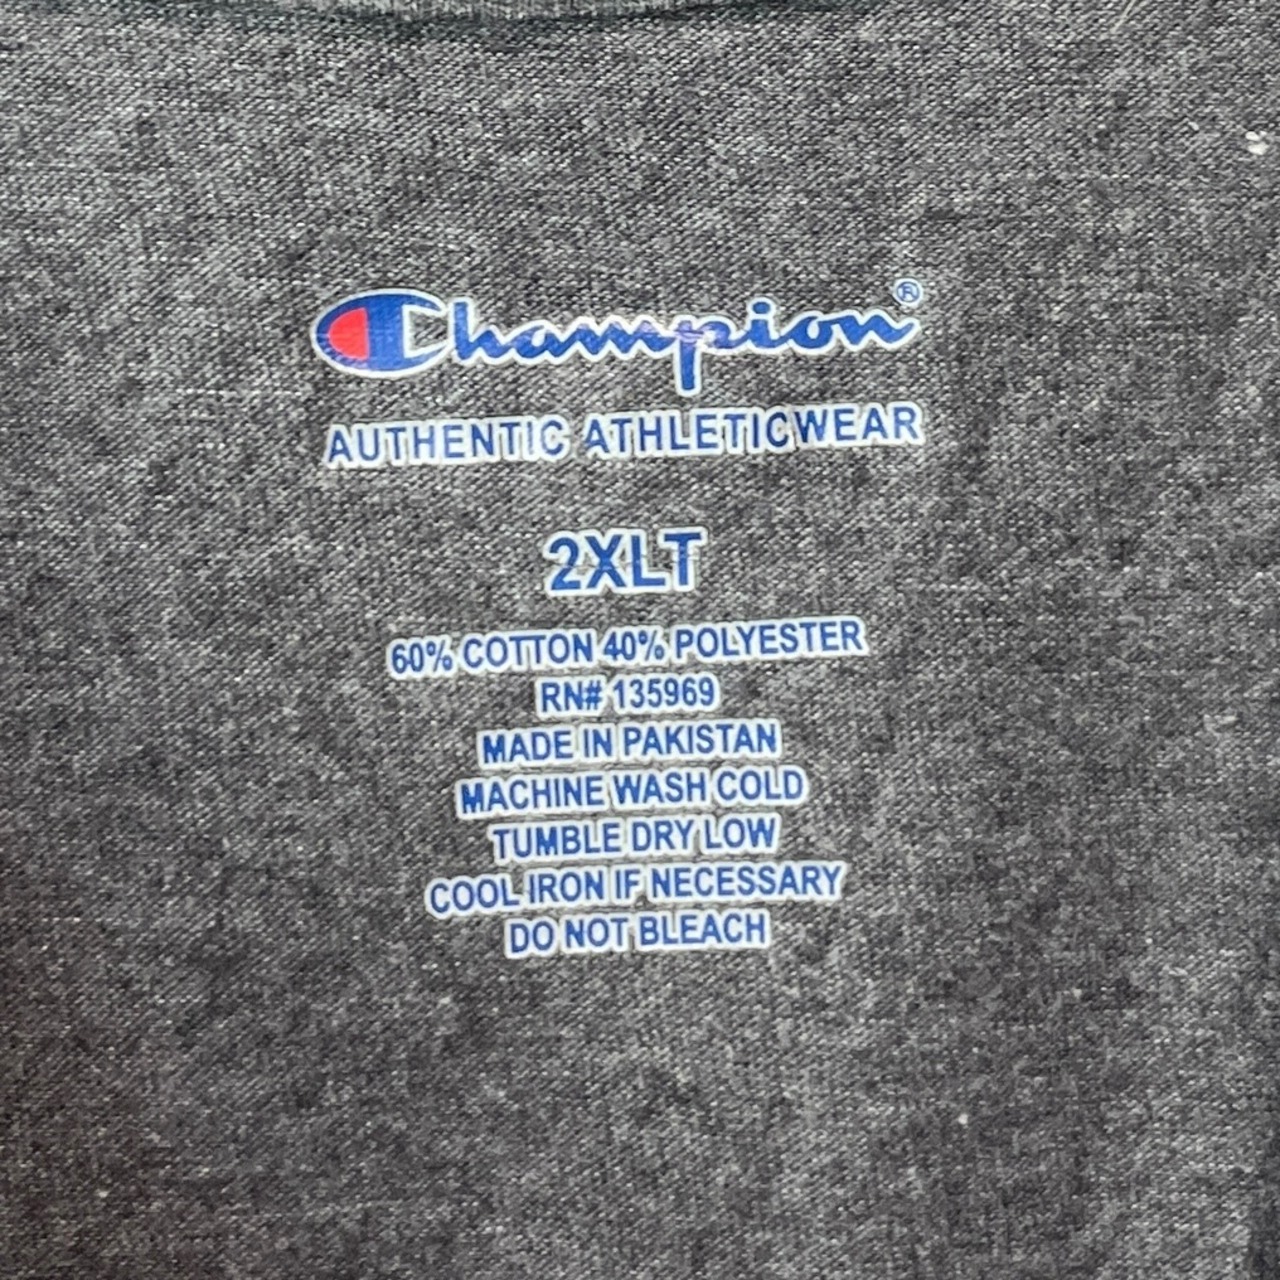 Champion®
AUTHENTIC ATHLETICWEAR
2XLT
60% COTTON 40% POLYESTER
RN# 135969
MADE IN PAKISTAN
MACHINE WASH COLD
TUMBLE DRY LOW
COOL IRON IF NECESSARY
DO NOT BLEACH